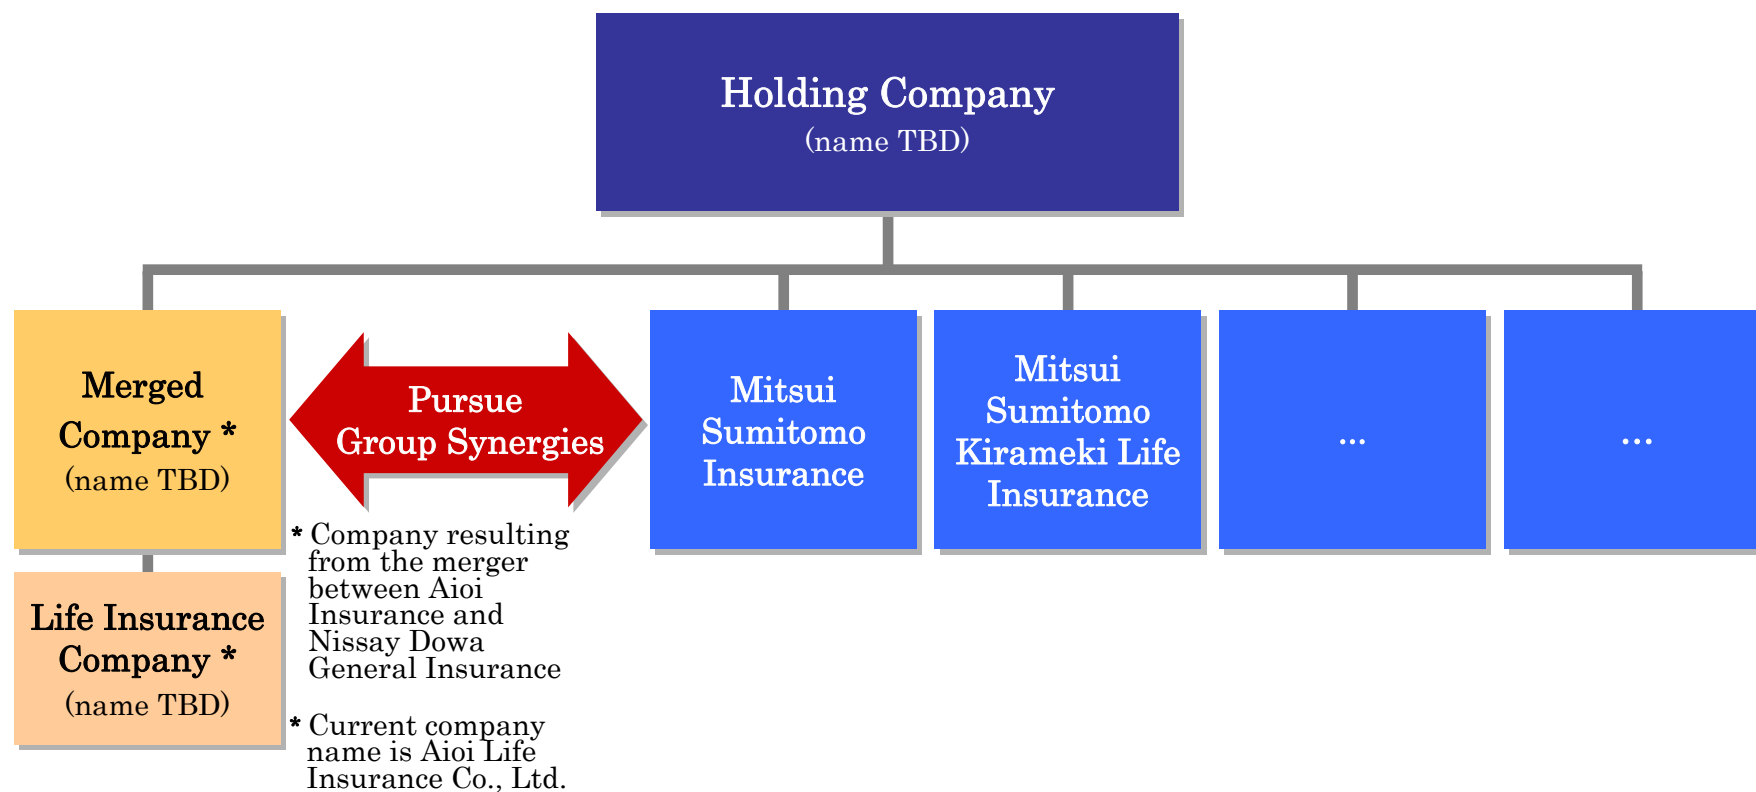 Holding Company
(name TBD)
Merged
Company *
(name TBD)
Pursue
Group Synergies
Mitsui
Sumitomo
Insurance
Mitsui
Sumitomo
Kirameki Life
Insurance
...
...
* Company resulting
from the merger
between Aioi
Insurance and
Nissay Dowa
General Insurance
Life Insurance
Company *
(name TBD)
* Current company
name is Aioi Life
Insurance Co., Ltd.